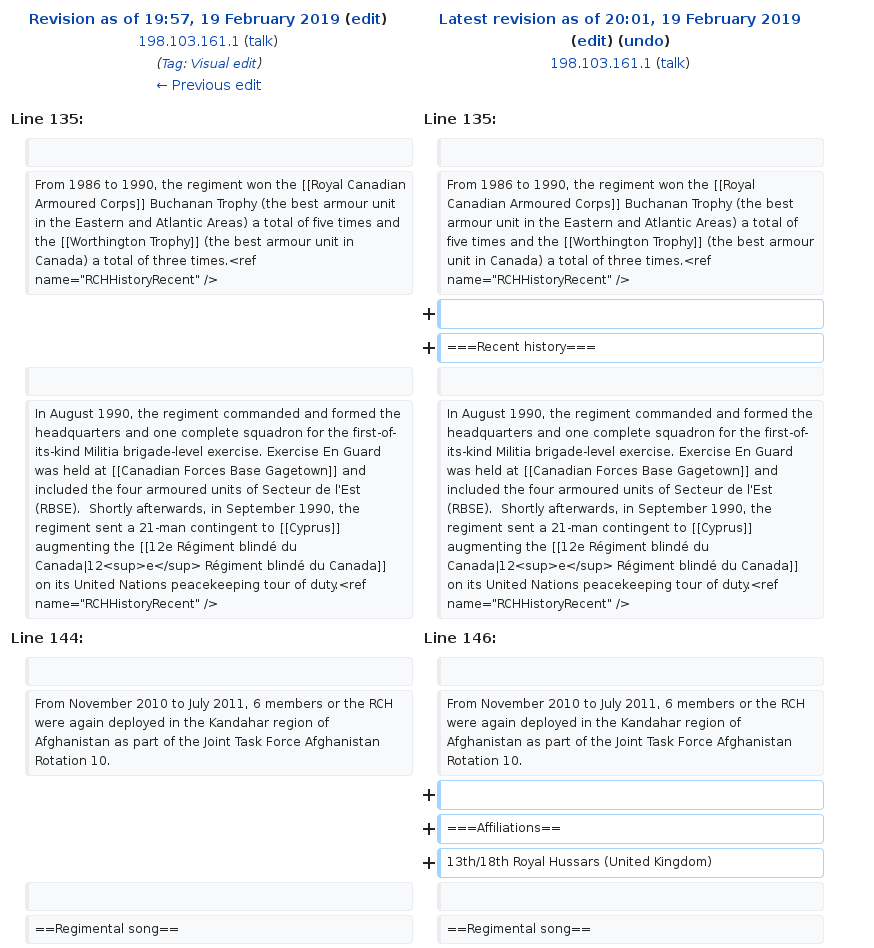 Revision as of 19:57, 19 February 2019 (edit)
198.103.161.1 (talk)
(Tag: Visual edit)
← Previous edit
Latest revision as of 20:01, 19 February 2019
(edit) (undo)
198.103.161.1 (talk)
Line 135:
Line 135:
From 1986 to 1990, the regiment won the [[Royal Canadian
Armoured Corps]] Buchanan Trophy (the best armour unit
in the Eastern and Atlantic Areas) a total of five times and
the [[Worthington Trophy]] (the best armour unit in
Canada) a total of three times.<ref
name="RCHHistoryRecent" />
From 1986 to 1990, the regiment won the [[Royal
Canadian Armoured Corps]] Buchanan Trophy (the best
armour unit in the Eastern and Atlantic Areas) a total of
five times and the [[Worthington Trophy]] (the best armour
unit in Canada) a total of three times.<ref
name="RCHHistoryRecent" />
+
+ ===Recent history===
In August 1990, the regiment commanded and formed the
headquarters and one complete squadron for the first-of-
its-kind Militia brigade-level exercise. Exercise En Guard
was held at [[Canadian Forces Base Gagetown]] and
included the four armoured units of Secteur de l'Est
(RBSE).  Shortly afterwards, in September 1990, the
regiment sent a 21-man contingent to [[Cyprus]]
augmenting the [[12e Régiment blindé du
Canada|12<sup>e</sup> Régiment blindé du Canada]]
on its United Nations peacekeeping tour of duty.<ref
name="RCHHistoryRecent" />
In August 1990, the regiment commanded and formed the
headquarters and one complete squadron for the first-of-
its-kind Militia brigade-level exercise. Exercise En Guard
was held at [[Canadian Forces Base Gagetown]] and
included the four armoured units of Secteur de l'Est
(RBSE).  Shortly afterwards, in September 1990, the
regiment sent a 21-man contingent to [[Cyprus]]
augmenting the [[12e Régiment blindé du
Canada|12<sup>e</sup> Régiment blindé du Canada]]
on its United Nations peacekeeping tour of duty.<ref
name="RCHHistoryRecent" />
Line 144:
Line 146:
From November 2010 to July 2011, 6 members or the RCH
were again deployed in the Kandahar region of
Afghanistan as part of the Joint Task Force Afghanistan
Rotation 10.
From November 2010 to July 2011, 6 members or the RCH
were again deployed in the Kandahar region of
Afghanistan as part of the Joint Task Force Afghanistan
Rotation 10.
+
+ ===Affiliations==
+ 13th/18th Royal Hussars (United Kingdom)
==Regimental song==
==Regimental song==